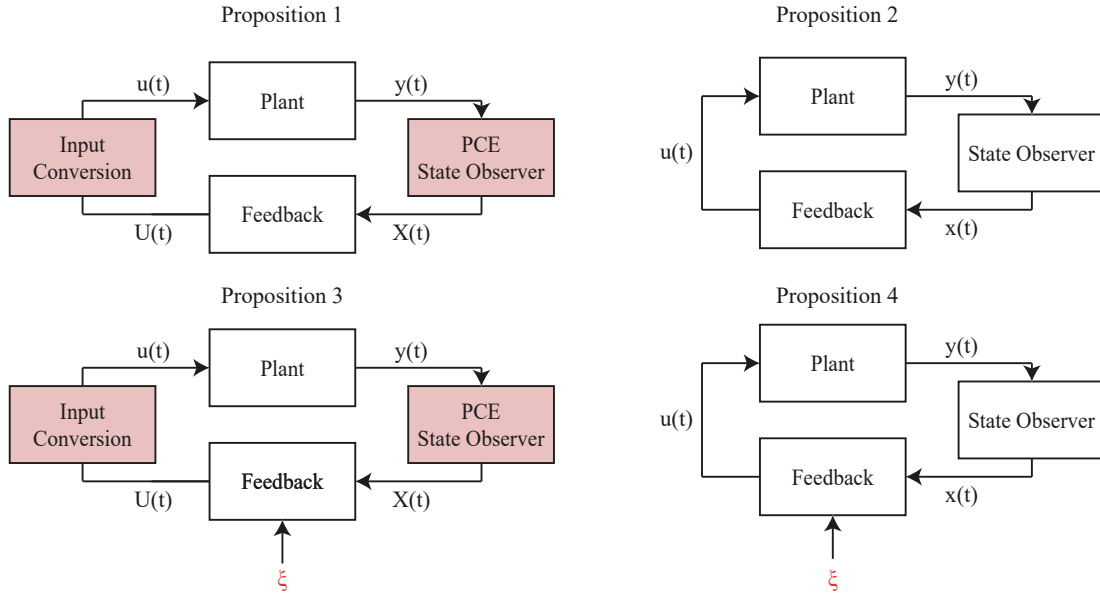 Proposition 1
u(t)
Plant
y(t)
Input
Conversion
PCE
State Observer
Feedback
U(t)
X(t)
Proposition 2
Plant
y(t)
u(t)
State Observer
Feedback
x(t)
Proposition 3
u(t)
Plant
y(t)
Input
Conversion
PCE
State Observer
Feedback
U(t)
X(t)
ξ
Proposition 4
Plant
y(t)
u(t)
State Observer
Feedback
x(t)
ξ